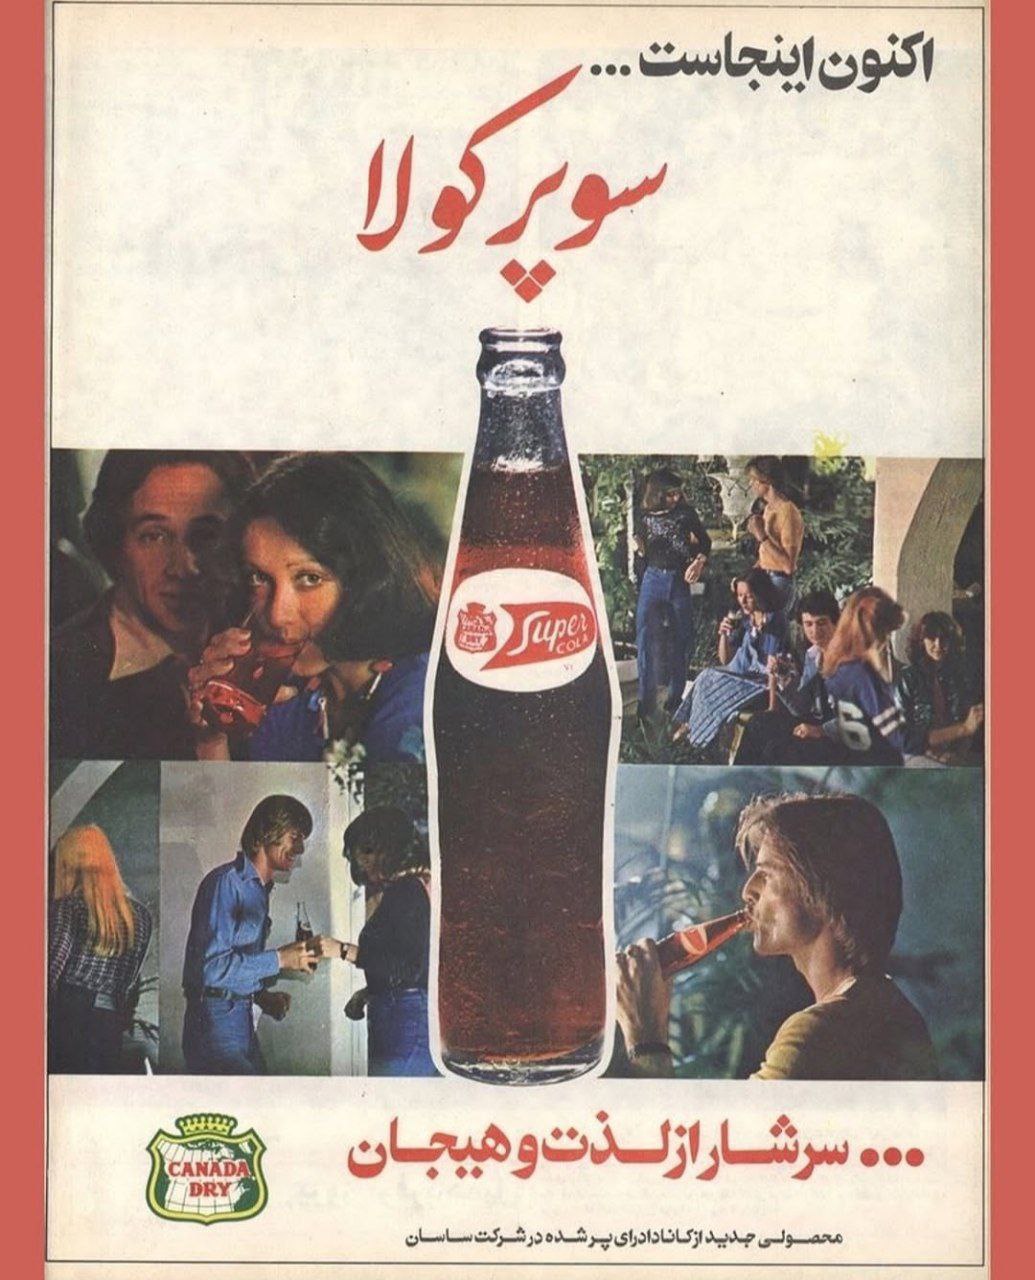 اکنون اینجاست ...
سوپر کولا
Super
COLA
... سرشار از لذت و هیجان
CANADA
DRY
محصولی جدید از کانادادرای پر شده در شرکت ساسان